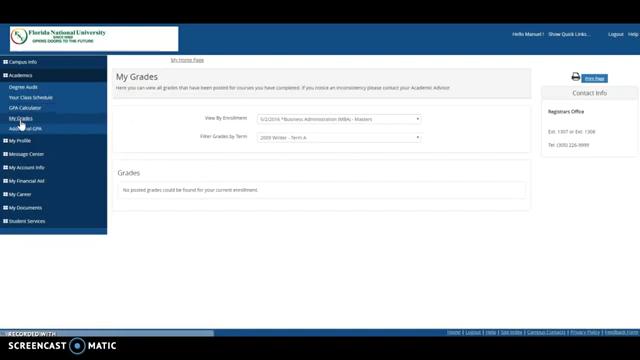 Florida National University
SINCE 1982
OPENS DOORS TO THE FUTURE
Hello Manuel ! Show Quick Links... Logout Help
Campus Info
Academics
Degree Audit
Your Class Schedule
GPA Calculator
My Grades
GPA
My Profile
Message Center
My Account Info
My Financial Aid
My Career
My Documents
Student Services
My Home Page
My Grades
Here you can view all grades that have been posted for courses you have completed. If you notice an inconsistency please contact your Academic Advisor
View By Enrollment 5/2/2016 *Business Administration (MBA) - Masters
Filter Grades by Term 2009 Winter - Term A
Grades
No posted grades could be found for your current enrollment.
Print Page
Contact Info
Registrars Office
Ext. 1307 or Ext. 1308
Tel: (305) 226-9999
Home | Logout | Help | Site Index | Campus Contacts | Privacy Policy | Feedback Form
RECORDED WITH
SCREENCAST MATIC